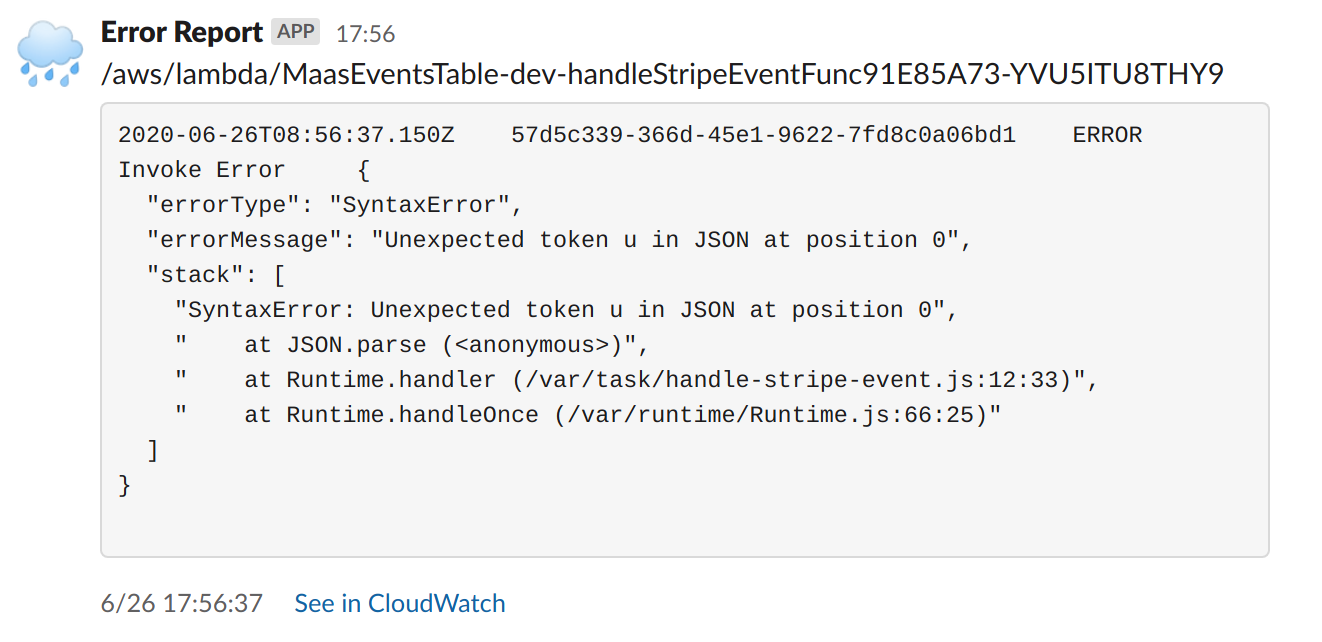 Error Report APP 17:56
/aws/lambda/MaasEventsTable-dev-handleStripeEventFunc91E85A73-YVU5ITU8THY9
2020-06-26T08:56:37.150Z    57d5c339-366d-45e1-9622-7fd8c0a06bd1    ERROR
Invoke Error     {
  "errorType": "SyntaxError",
  "errorMessage": "Unexpected token u in JSON at position 0",
  "stack": [
    "SyntaxError: Unexpected token u in JSON at position 0",
    "    at JSON.parse (<anonymous>)",
    "    at Runtime.handler (/var/task/handle-stripe-event.js:12:33)",
    "    at Runtime.handleOnce (/var/runtime/Runtime.js:66:25)"
  ]
}
6/26 17:56:37 See in CloudWatch